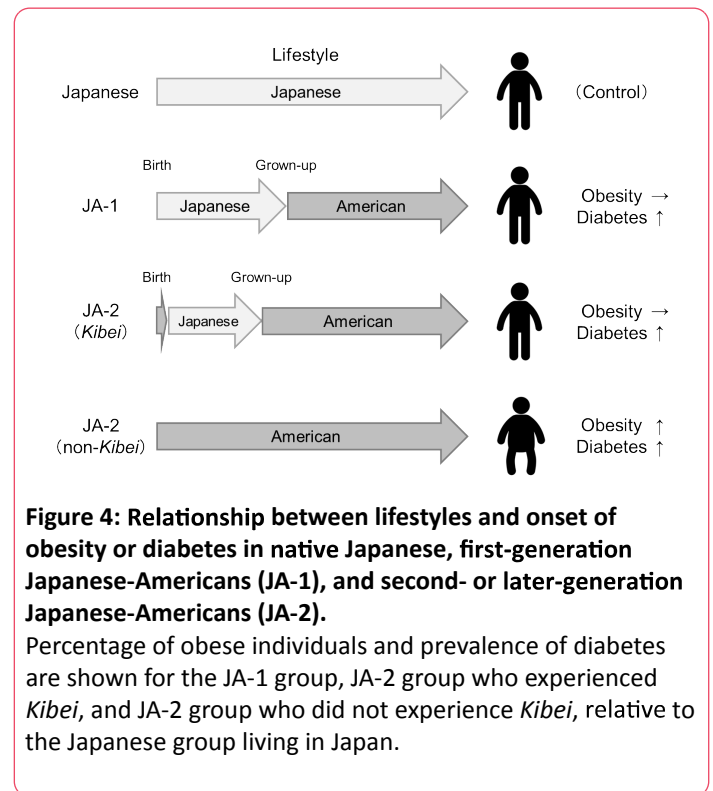 Lifestyle
Japanese
Japanese
(Control)
Birth
Grown-up
JA-1
Japanese
American
Obesity →
Diabetes ↑
Birth
Grown-up
JA-2
(Kibei)
Japanese
American
Obesity →
Diabetes ↑
JA-2
(non-Kibei)
American
Obesity ↑
Diabetes ↑
Figure 4: Relationship between lifestyles and onset of
obesity or diabetes in native Japanese, first-generation
Japanese-Americans (JA-1), and second- or later-generation
Japanese-Americans (JA-2).
Percentage of obese individuals and prevalence of diabetes
are shown for the JA-1 group, JA-2 group who experienced
Kibei, and JA-2 group who did not experience Kibei, relative to
the Japanese group living in Japan.